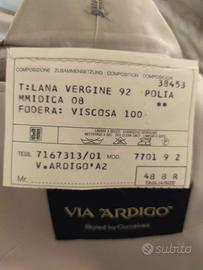 COMPOSIZIONE ZUSAMMENSETZUNG COMPOSITION COMPOSITION
38453
T:LANA VERGINE 92 POLIA
MMIDICA 08 **
FODERA: VISCOSA 100
TESS. 7167313/01 MOD. 7701 9 2
V.ARDIGO'A2
Mr. 48 8 R
TAGLIA/SIZE
VIA ARDIGO'
Styled by Corneliani
subito